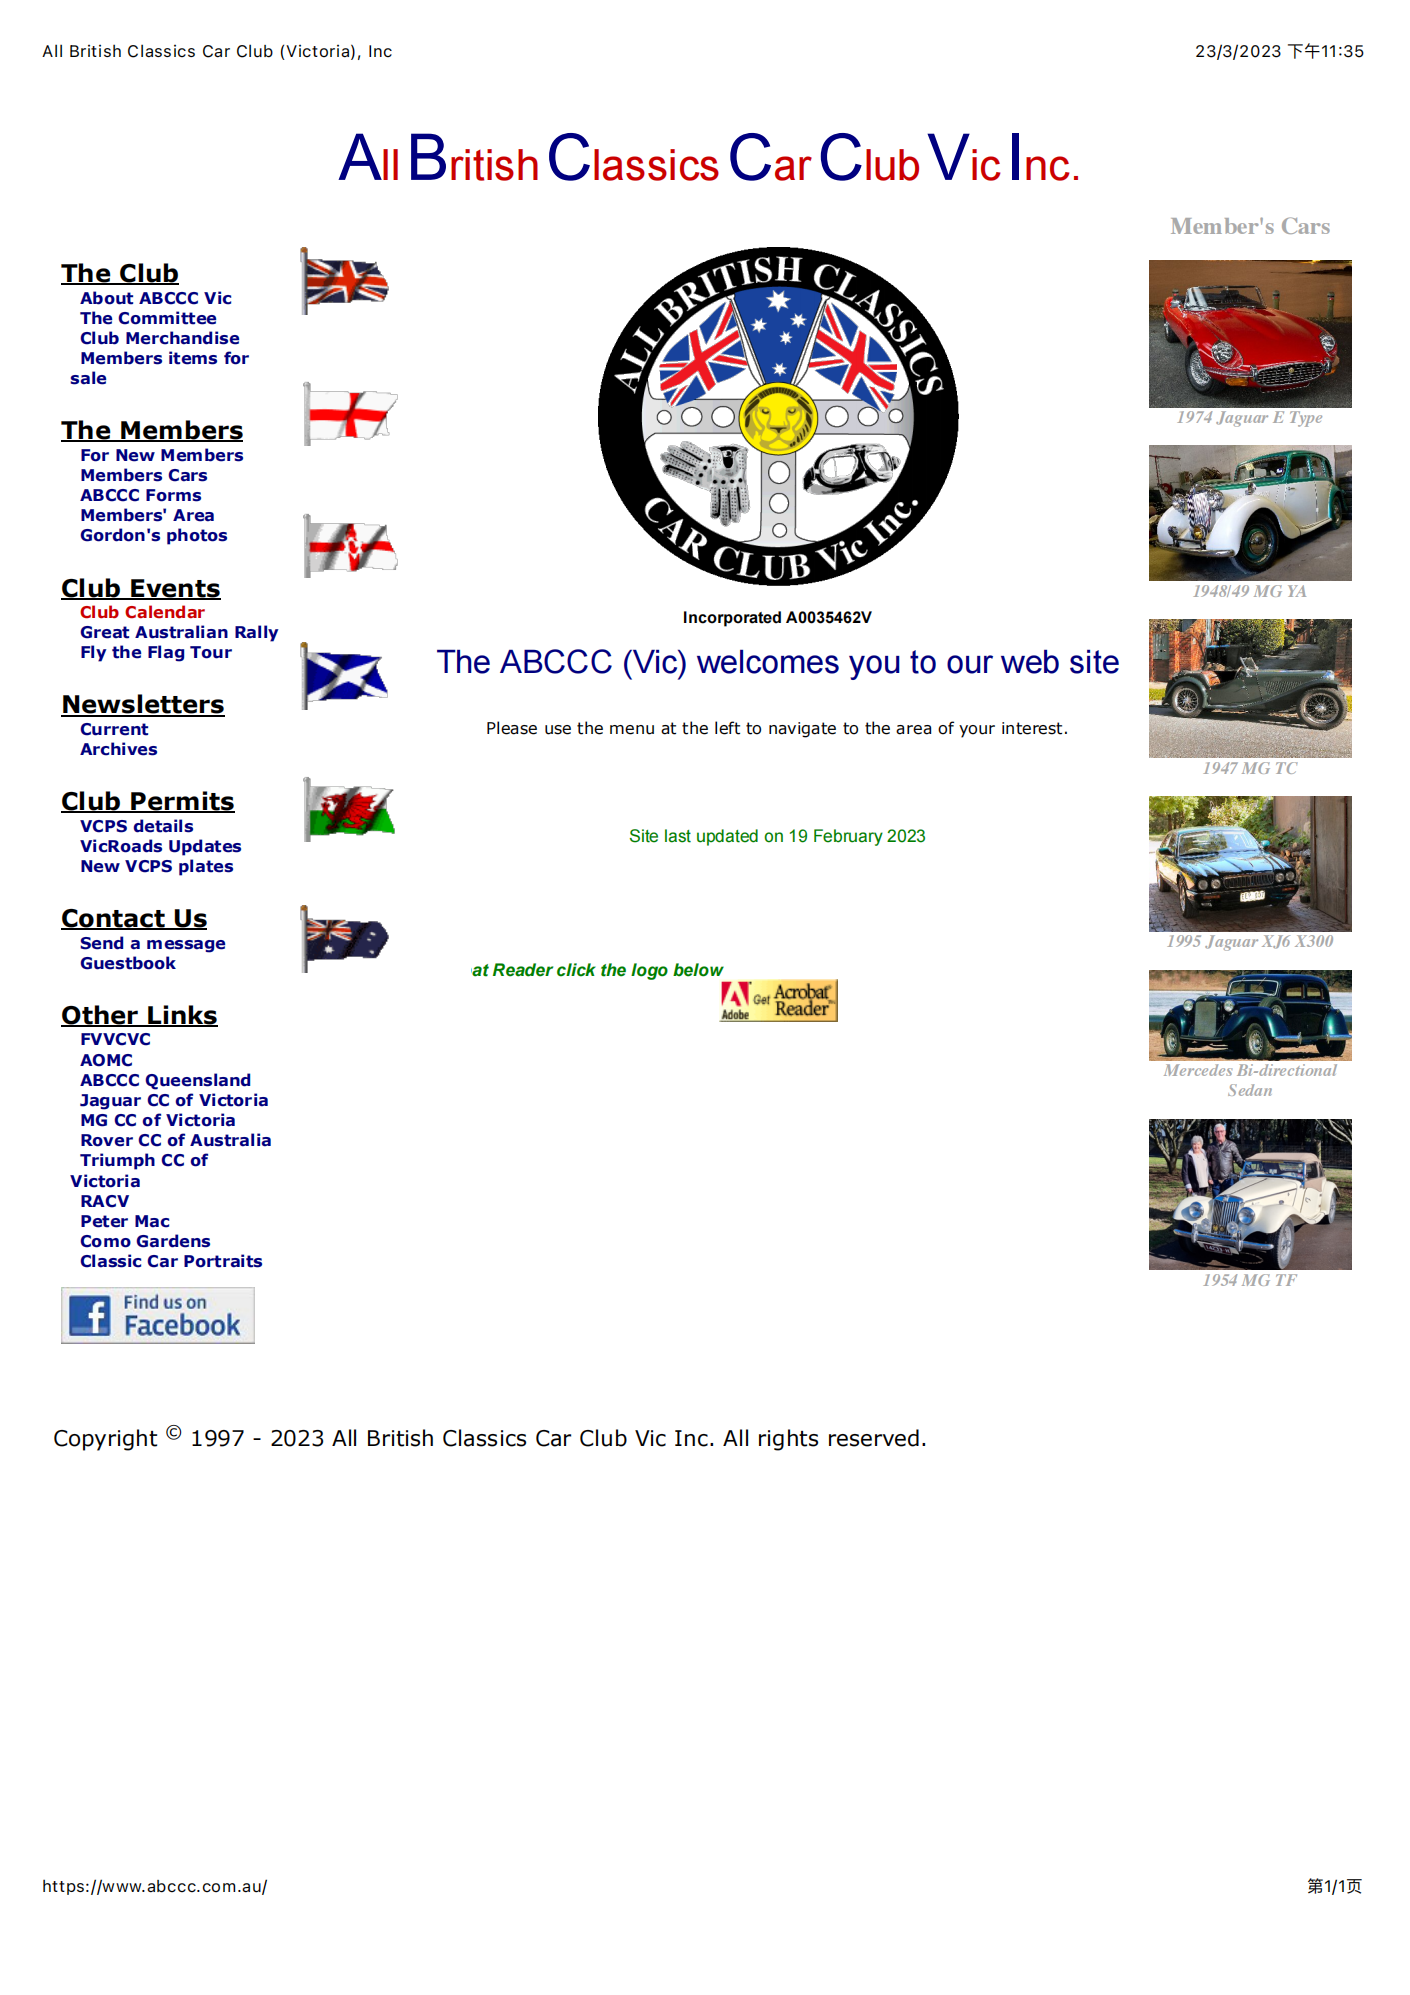 All British Classics Car Club (Victoria), Inc
23/3/2023 下午11:35
All British Classics Car Club Vic Inc.
The Club
About ABCCC Vic
The Committee
Club Merchandise
Members items for
sale
The Members
For New Members
Members Cars
ABCCC Forms
Members' Area
Gordon's photos
Club Events
Club Calendar
Great Australian Rally
Fly the Flag Tour
Newsletters
Current
Archives
Club Permits
VCPS details
VicRoads Updates
New VCPS plates
Contact Us
Send a message
Guestbook
Other Links
FVVCVC
AOMC
ABCCC Queensland
Jaguar CC of Victoria
MG CC of Victoria
Rover CC of Australia
Triumph CC of
Victoria
RACV
Peter Mac
Como Gardens
Classic Car Portraits
Find us on
Facebook
ALL BRITISH CLASSICS
CAR CLUB Vic Inc.
Incorporated A0035462V
The ABCCC (Vic) welcomes you to our web site
Please use the menu at the left to navigate to the area of your interest.
Site last updated on 19 February 2023
at Reader click the logo below
Adobe Get Acrobat
Reader
Member's Cars
1974 Jaguar E Type
1948/49 MG YA
1947 MG TC
1995 Jaguar XJ6 X300
Mercedes Bi-directional
Sedan
1954 MG TF
Copyright © 1997 - 2023 All British Classics Car Club Vic Inc. All rights reserved.
https://www.abccc.com.au/
第1/1页